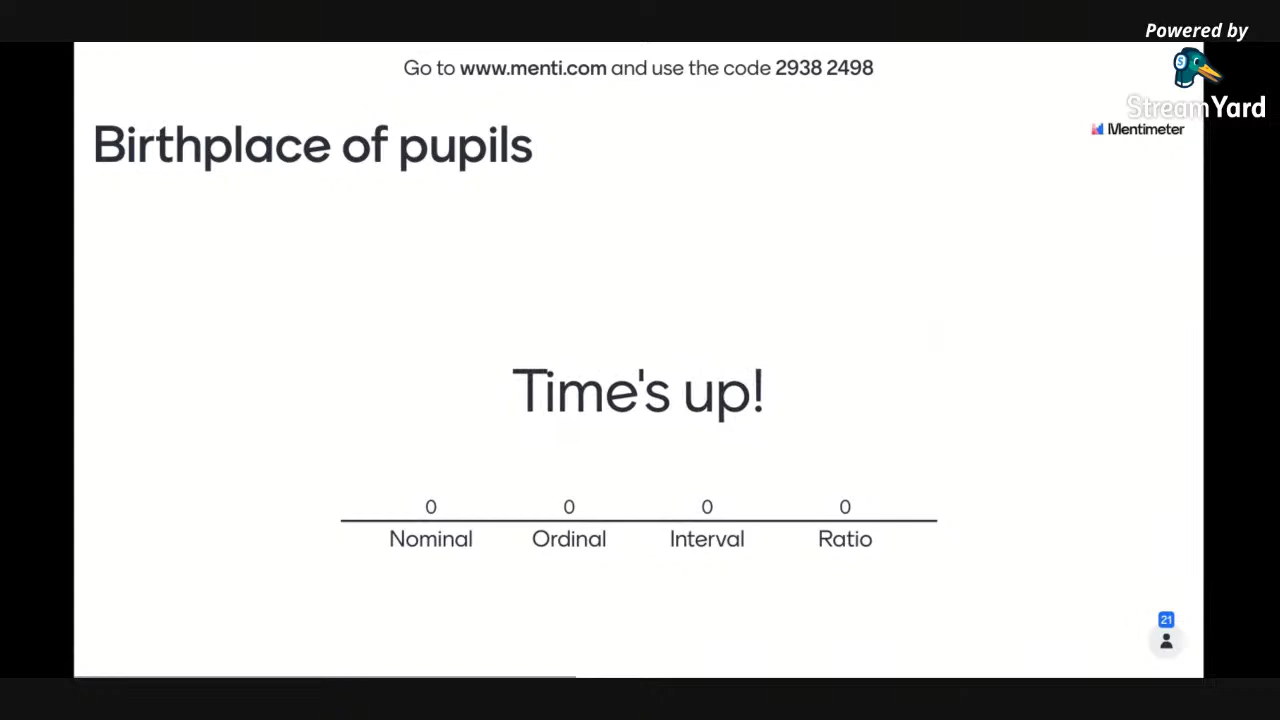 Powered by
StreamYard
Go to www.menti.com and use the code 2938 2498
Mentimeter
Birthplace of pupils
Time's up!
0 0 0 0
Nominal Ordinal Interval Ratio
21